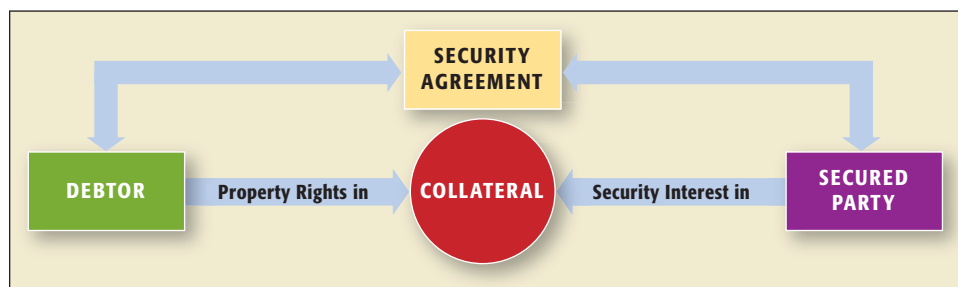 SECURITY
AGREEMENT
DEBTOR
Property Rights in
COLLATERAL
Security Interest in
SECURED
PARTY